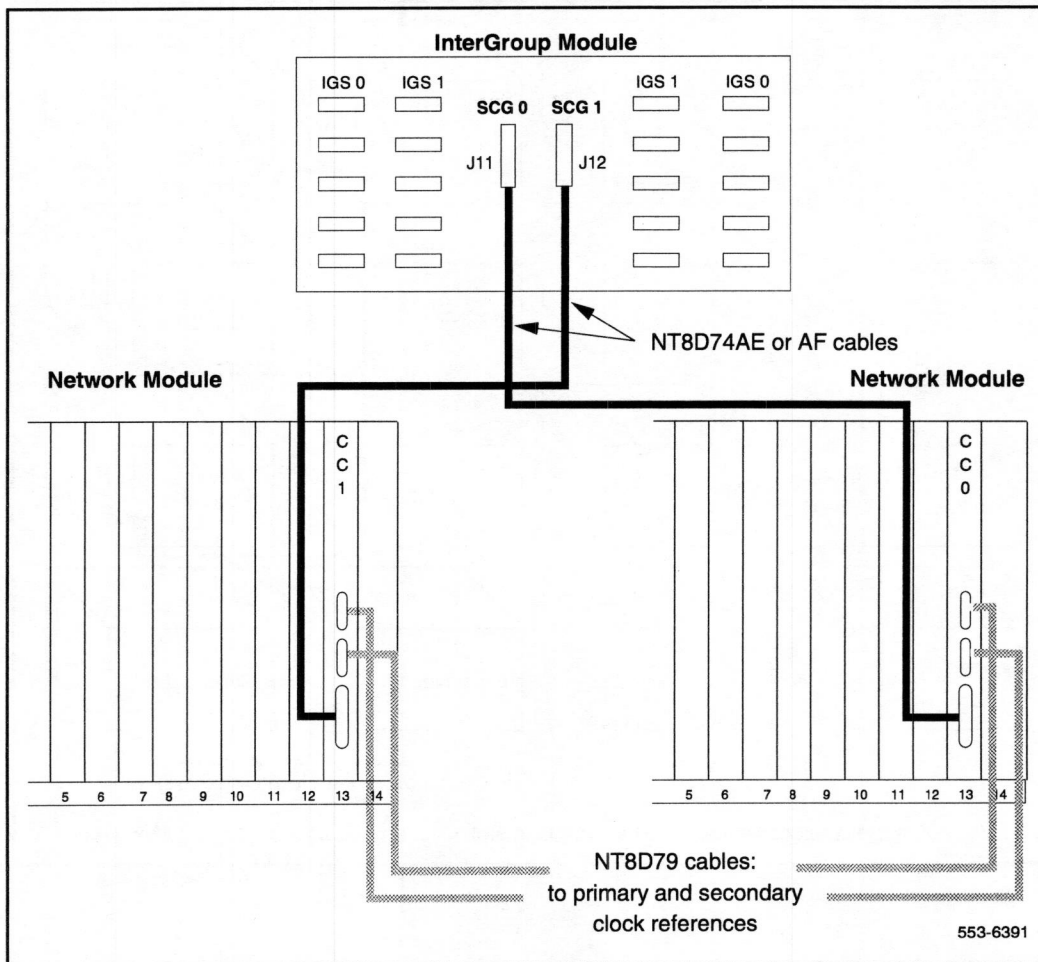 InterGroup Module
IGS 0 IGS 1 IGS 1 IGS 0
SCG 0 SCG 1
J11 J12
NT8D74AE or AF cables
Network Module Network Module
C
C
1
C
C
0
5 6 7 8 9 10 11 12 13 14
5 6 7 8 9 10 11 12 13 14
NT8D79 cables:
to primary and secondary
clock references
553-6391